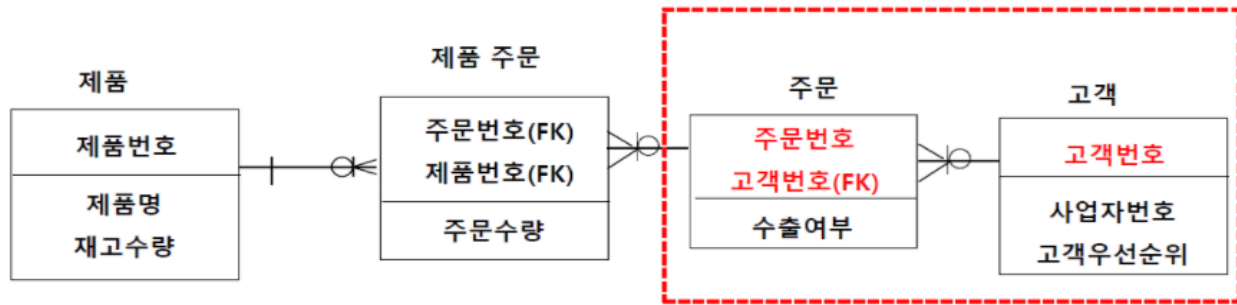 제품
제품번호
제품명
재고수량
제품 주문
주문번호(FK)
제품번호(FK)
주문수량
주문
주문번호
고객번호(FK)
수출여부
고객
고객번호
사업자번호
고객우선순위